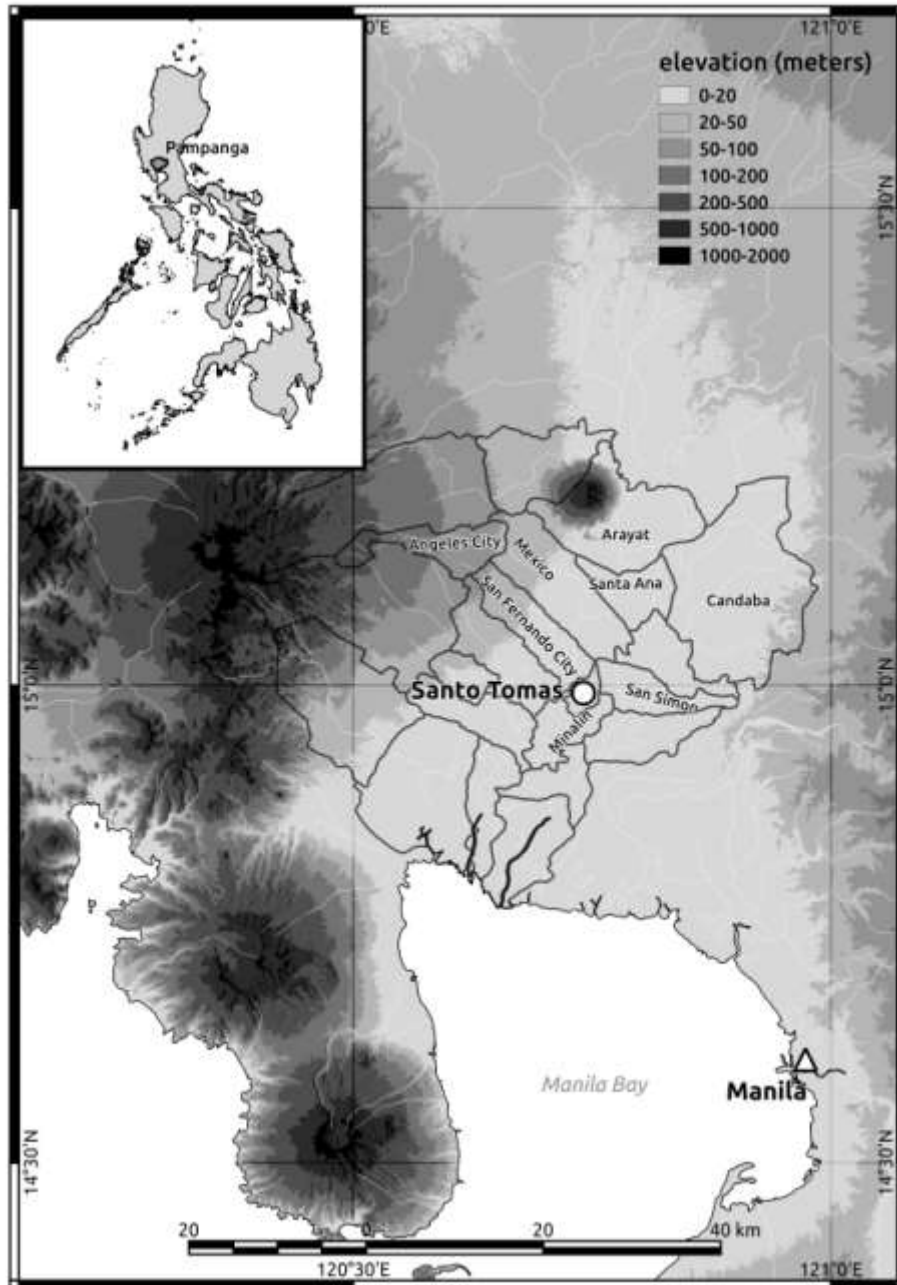 0°E
121°0'E
elevation (meters)
0-20
20-50
50-100
100-200
200-500
500-1000
1000-2000
Pampanga
15°30'N
15°30'N
Angeles City
Mexico
Arayat
Santa Ana
Candaba
San Fernando City
15°0'N
15°0'N
Santo Tomas
San Simon
Minalin
Manila Bay
Manila
14°30'N
14°30'N
20
0
20
40 km
120°30'E
121°0'E